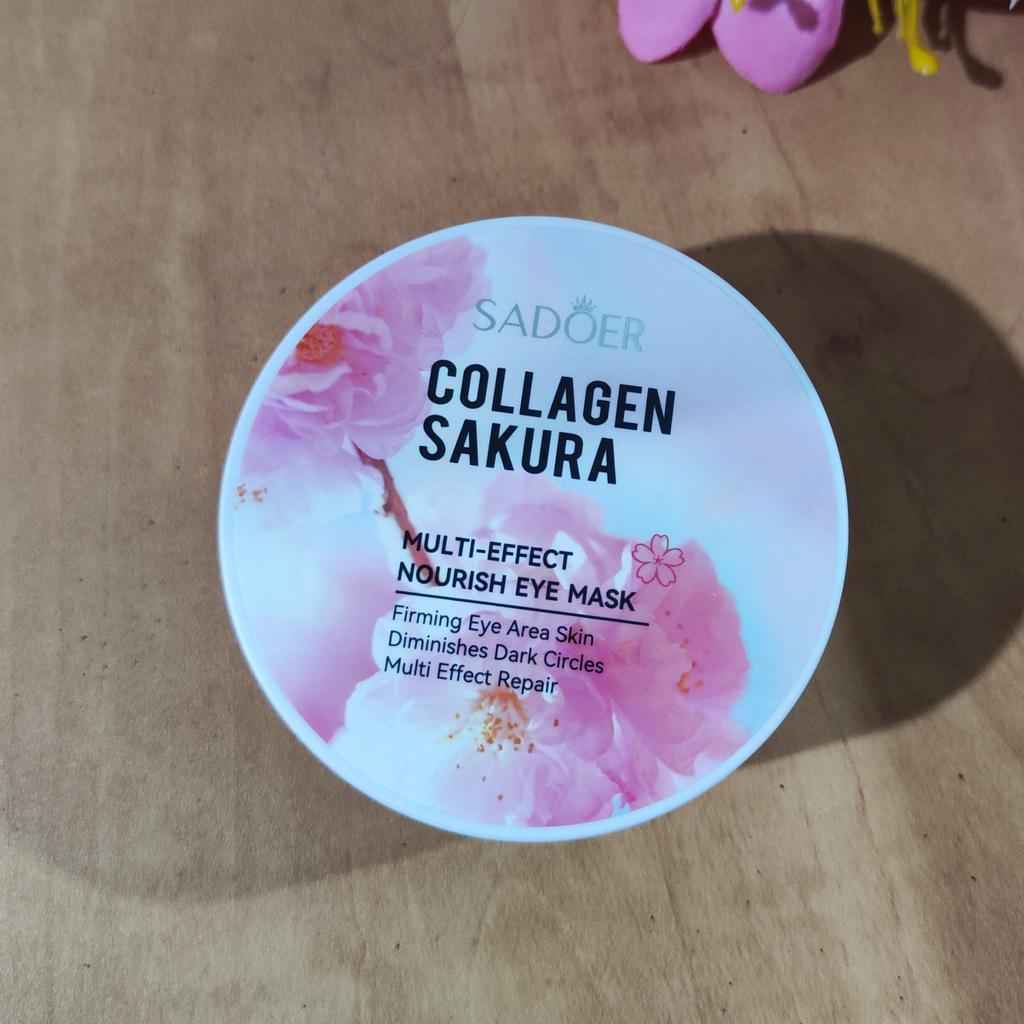 SADOER
COLLAGEN
SAKURA
MULTI-EFFECT
NOURISH EYE MASK
Firming Eye Area Skin
Diminishes Dark Circles
Multi Effect Repair